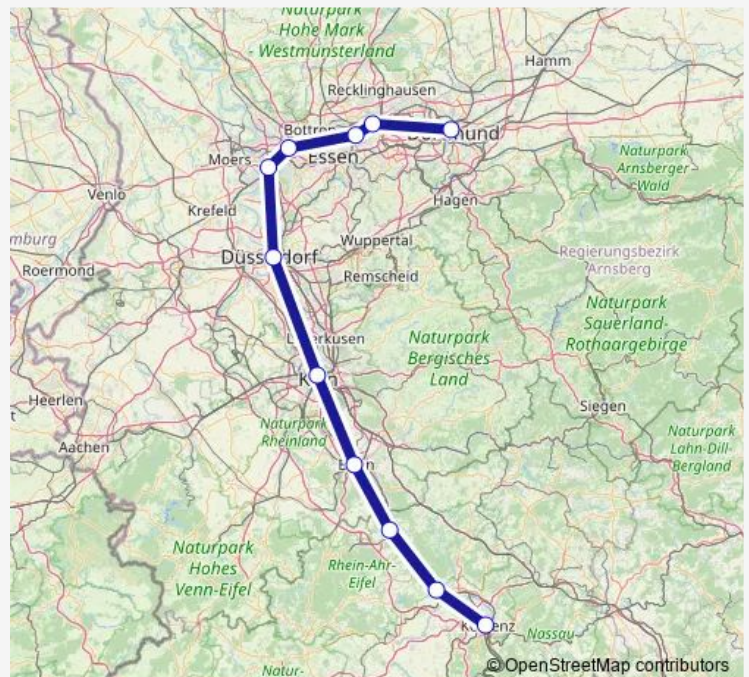 Naturpark
Hohe Mark
- Westmünsterland
Hamm
Recklinghausen
Essen
Moers
Naturpark
Arnsberger
Wald
Venlo
Krefeld
Hagen
Wuppertal
Regierungsbezirk
Arnsberg
Roermond
Remscheid
Naturpark
Sauerland-
Rothaargebirge
Naturpark
Bergisches
Land
Heerlen
Siegen
Naturpark
Rheinland
Aachen
Naturpark
Lahn-Dill-
Bergland
Naturpark
Hohes
Venn-Eifel
Rhein-Ahr-
Eifel
Nassau
Natur-
© OpenStreetMap contributors